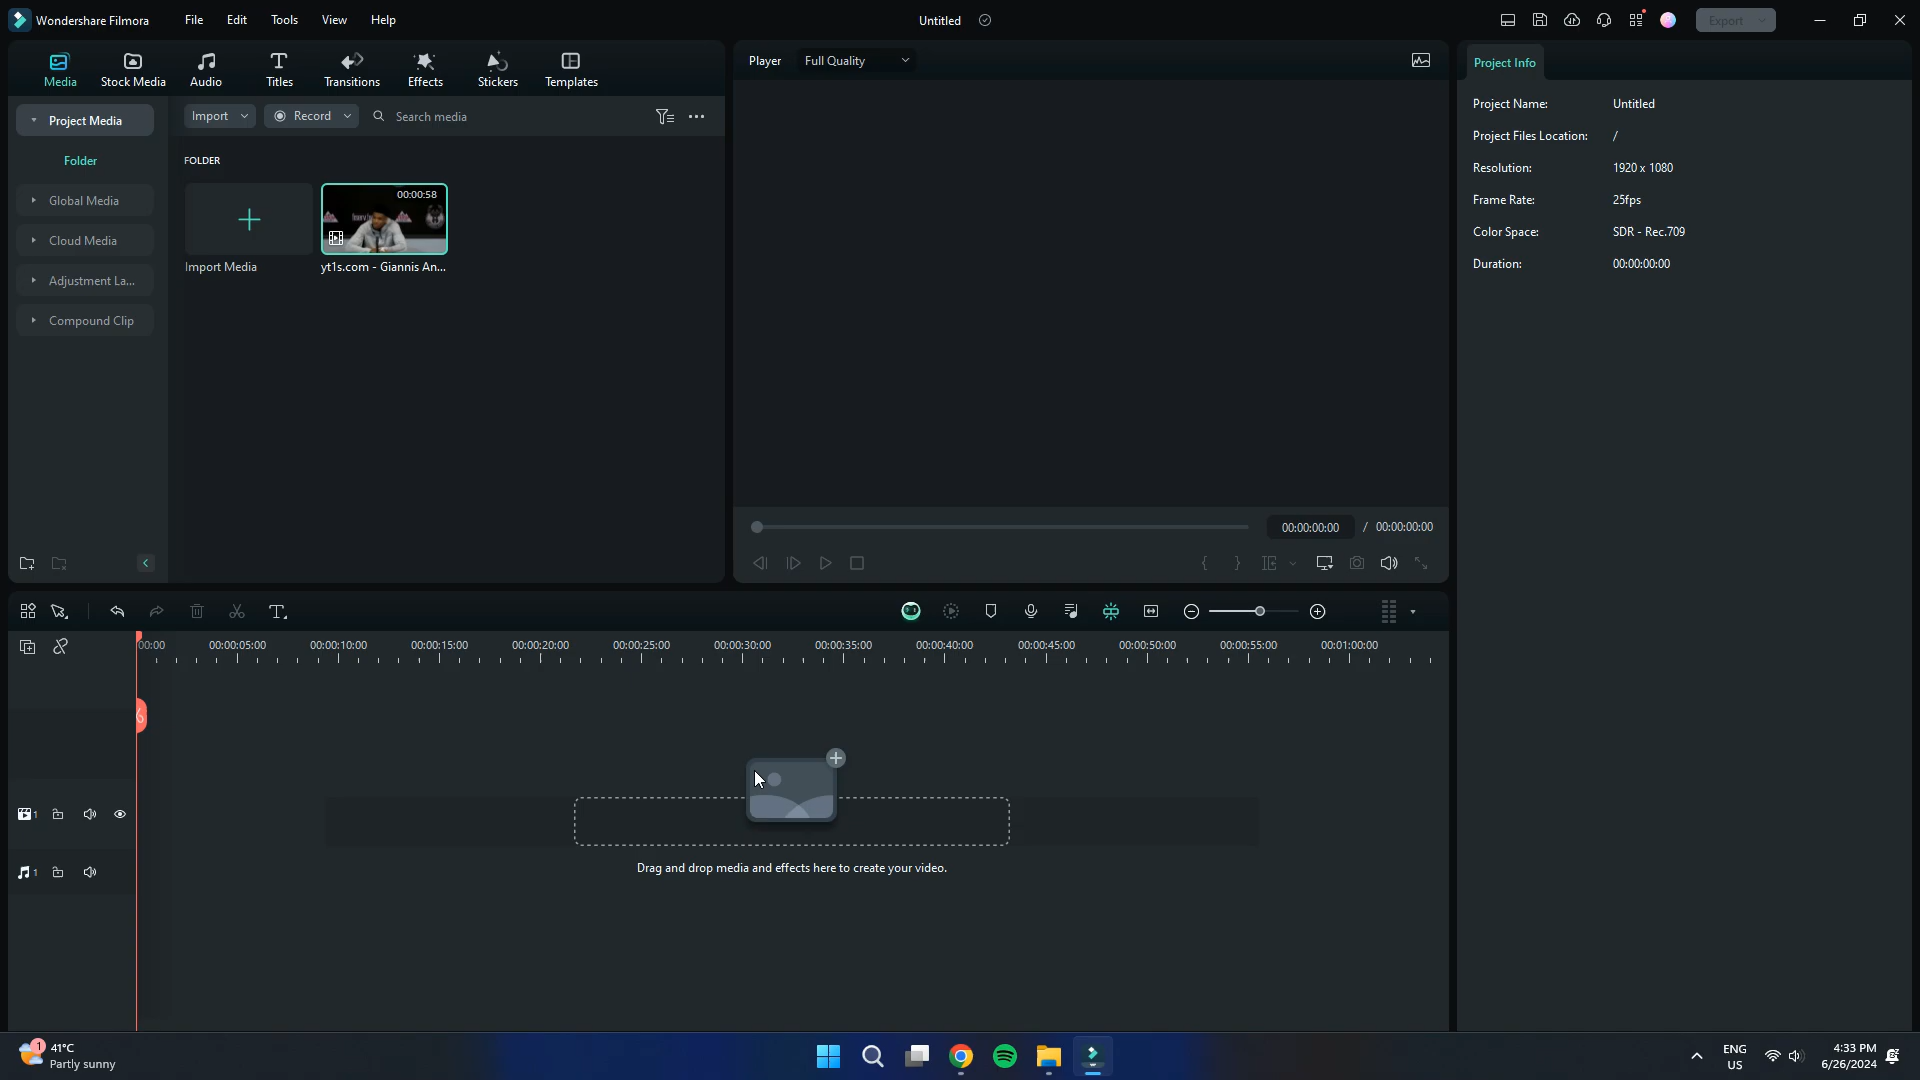 Wondershare Filmora
File
Edit
Tools
View
Help
Untitled
Export
Media
Stock Media
Audio
Titles
Transitions
Effects
Stickers
Templates
Player
Full Quality
Project Info
Project Media
Import
Record
Search media
Project Name:
Untitled
Project Files Location:
/
Resolution:
1920 x 1080
Frame Rate:
25fps
Color Space:
SDR - Rec.709
Duration:
00:00:00:00
Folder
Global Media
Cloud Media
Adjustment La...
Compound Clip
FOLDER
00:00:58
Import Media
yt1s.com - Giannis An...
00:00:00:00
/
00:00:00:00
00:00
00:00:05:00
00:00:10:00
00:00:15:00
00:00:20:00
00:00:25:00
00:00:30:00
00:00:35:00
00:00:40:00
00:00:45:00
00:00:50:00
00:00:55:00
00:01:00:00
1
1
Drag and drop media and effects here to create your video.
1
41°C
Partly sunny
ENG
US
4:33 PM
6/26/2024